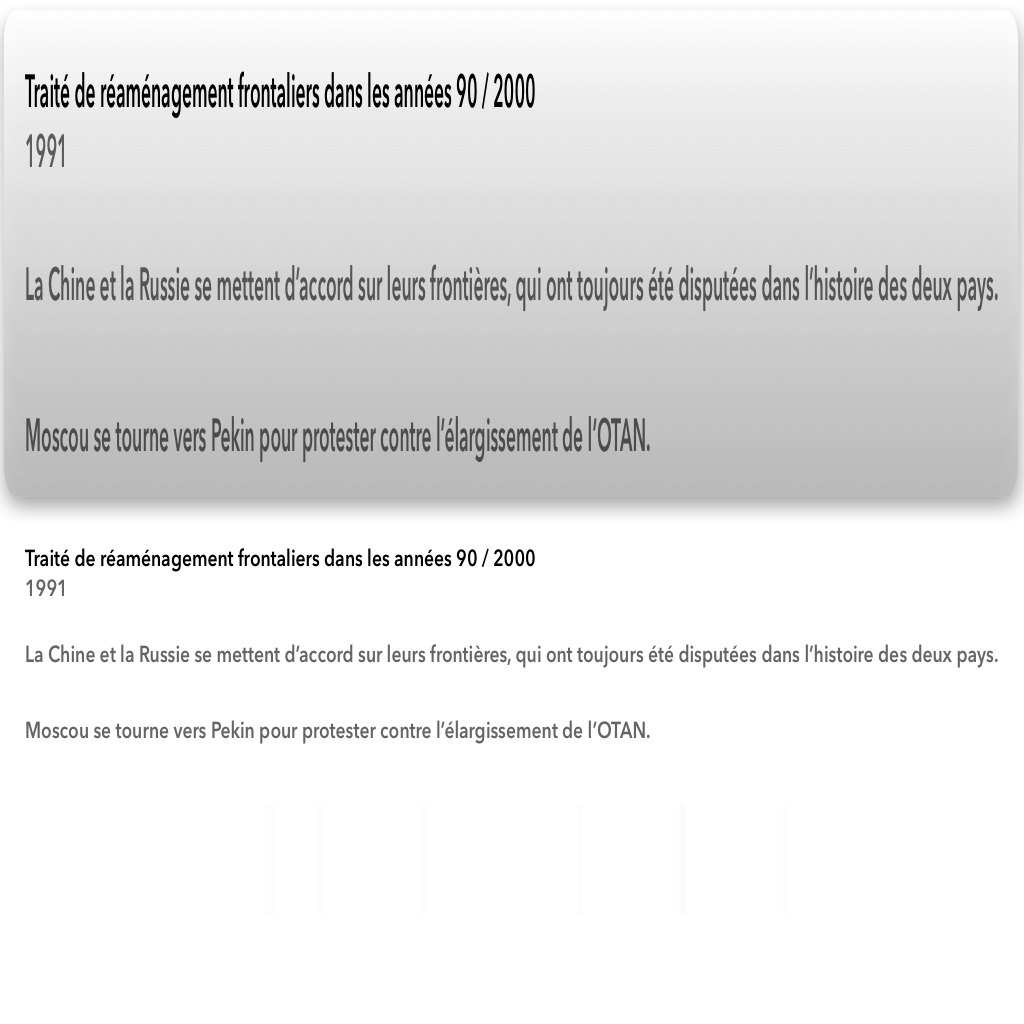 Traité de réaménagement frontaliers dans les années 90 / 2000
1991
La Chine et la Russie se mettent d’accord sur leurs frontières, qui ont toujours été disputées dans l’histoire des deux pays.
Moscou se tourne vers Pekin pour protester contre l’élargissement de l’OTAN.
Traité de réaménagement frontaliers dans les années 90 / 2000
1991
La Chine et la Russie se mettent d’accord sur leurs frontières, qui ont toujours été disputées dans l’histoire des deux pays.
Moscou se tourne vers Pekin pour protester contre l’élargissement de l’OTAN.